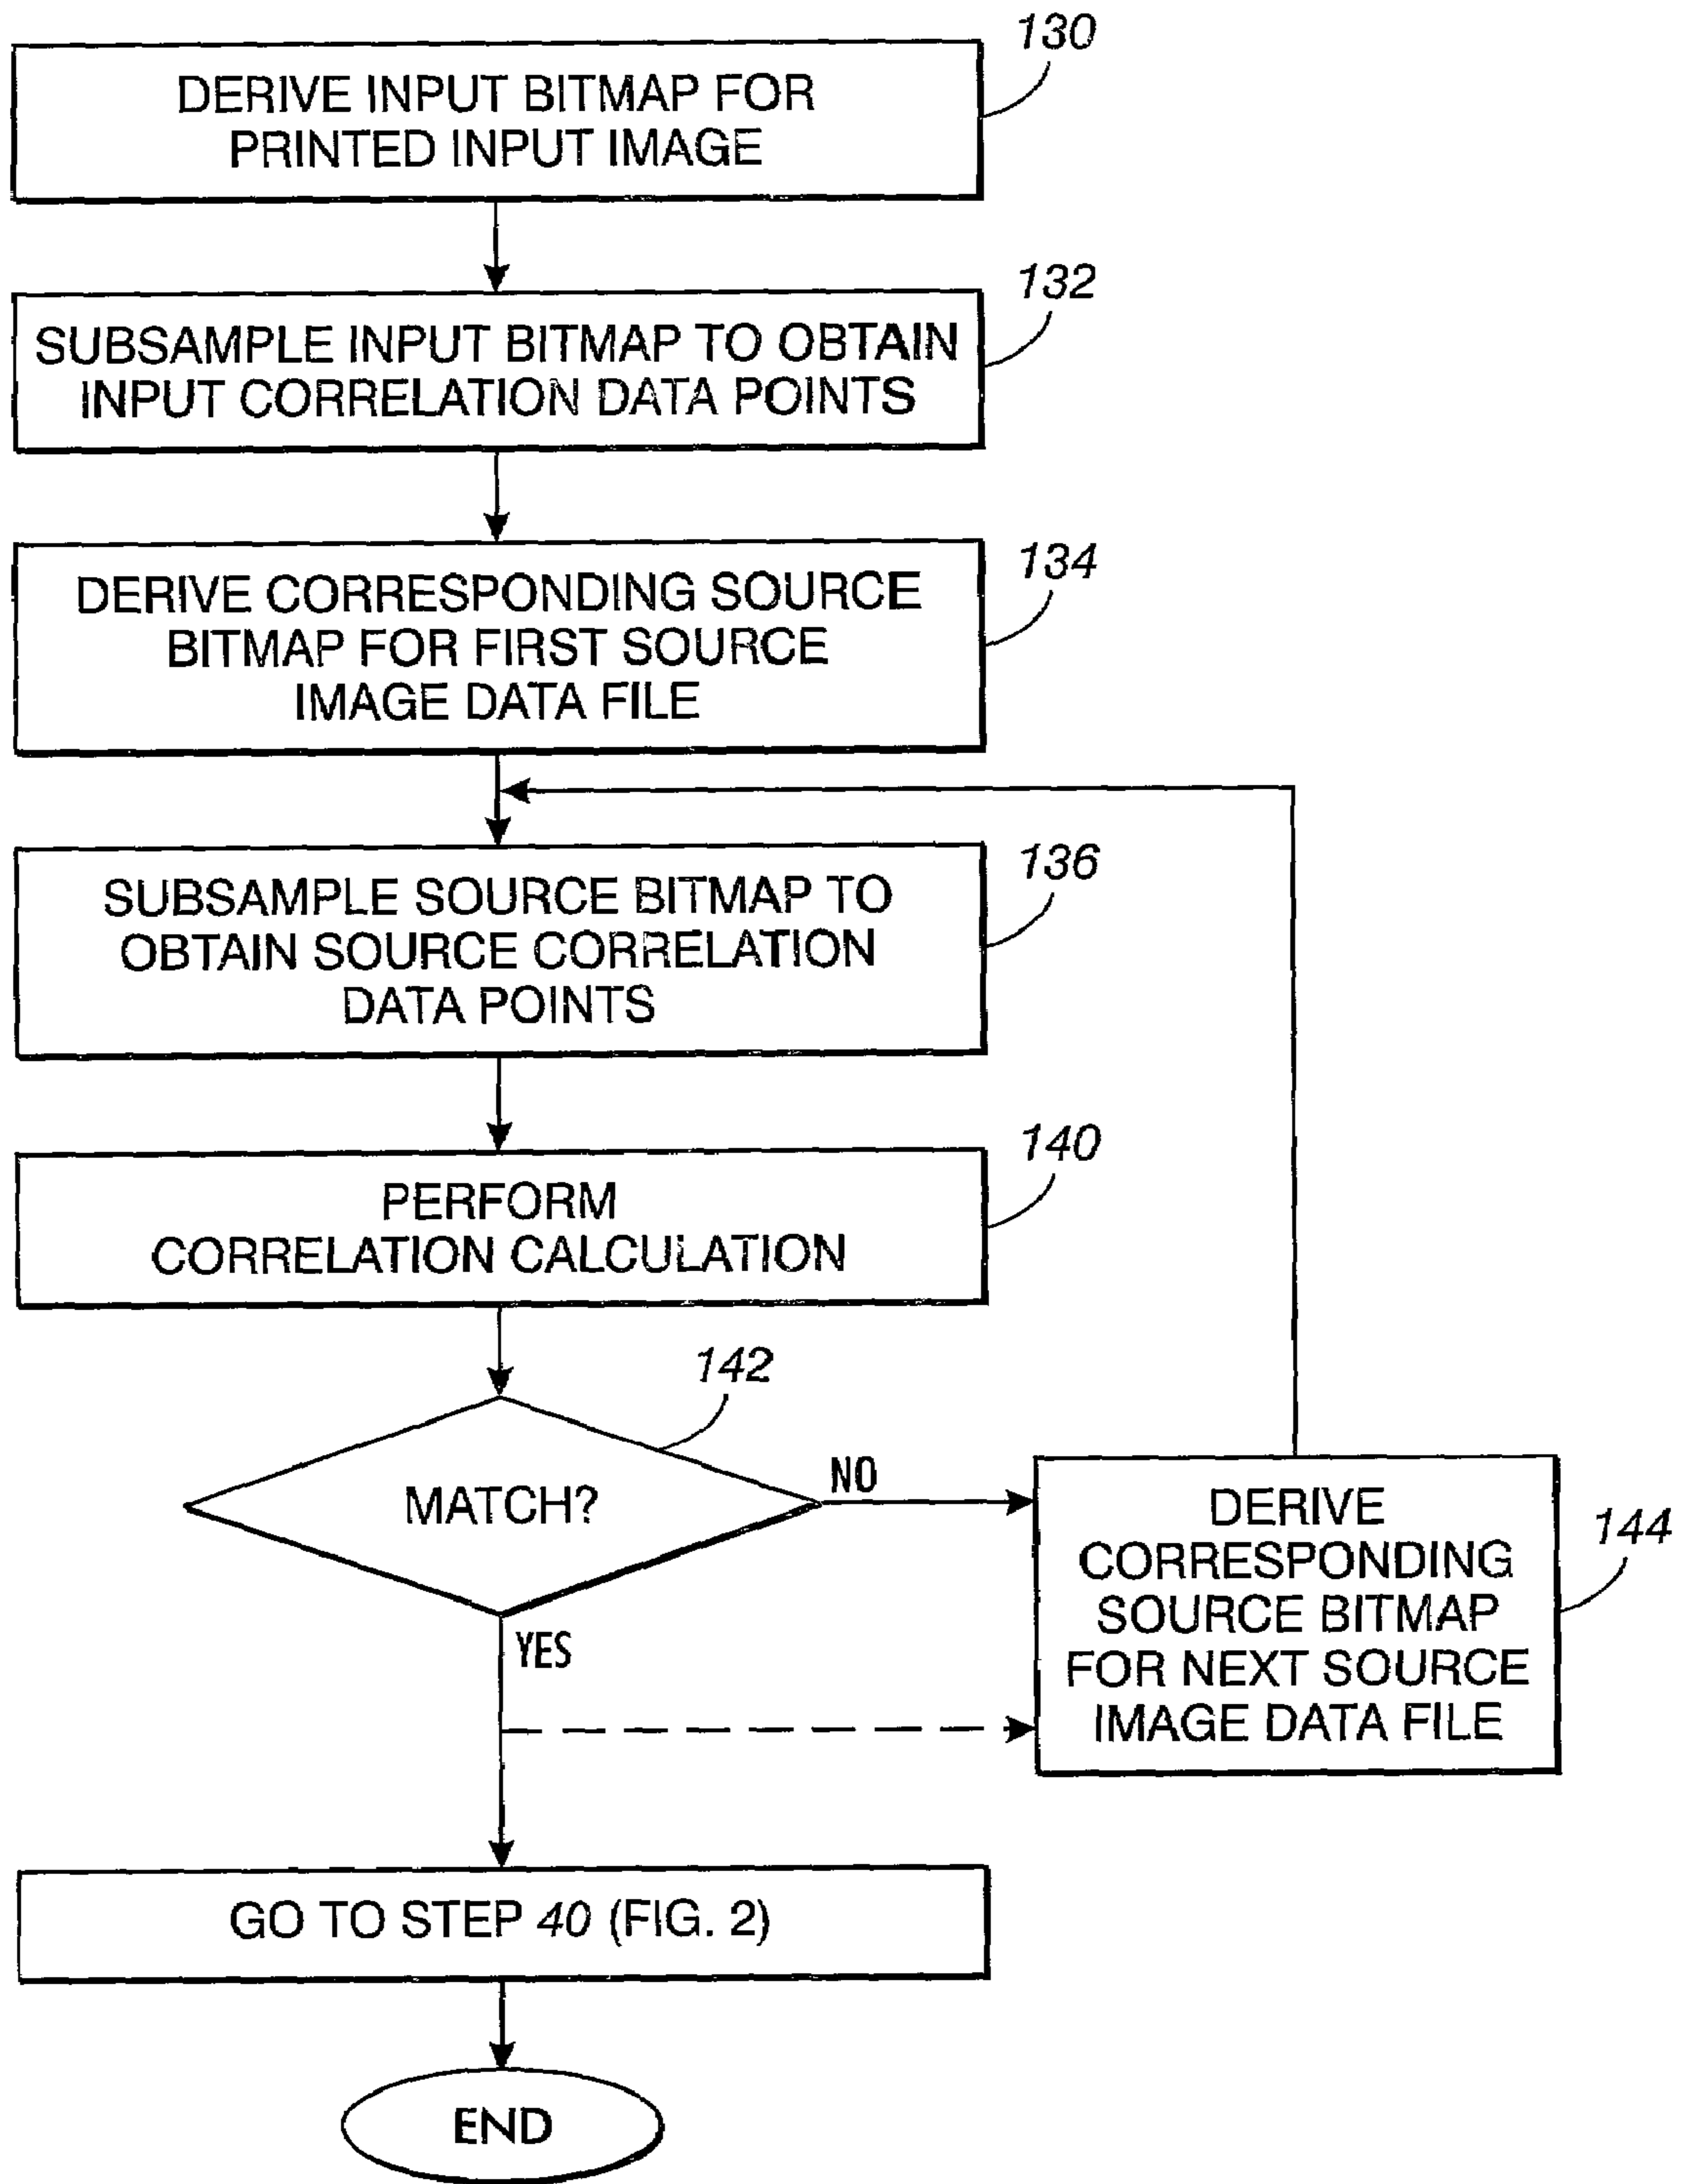 130
DERIVE INPUT BITMAP FOR
PRINTED INPUT IMAGE
132
SUBSAMPLE INPUT BITMAP TO OBTAIN
INPUT CORRELATION DATA POINTS
134
DERIVE CORRESPONDING SOURCE
BITMAP FOR FIRST SOURCE
IMAGE DATA FILE
136
SUBSAMPLE SOURCE BITMAP TO
OBTAIN SOURCE CORRELATION
DATA POINTS
140
PERFORM
CORRELATION CALCULATION
142
MATCH?
NO
YES
144
DERIVE
CORRESPONDING
SOURCE BITMAP
FOR NEXT SOURCE
IMAGE DATA FILE
GO TO STEP 40 (FIG. 2)
END